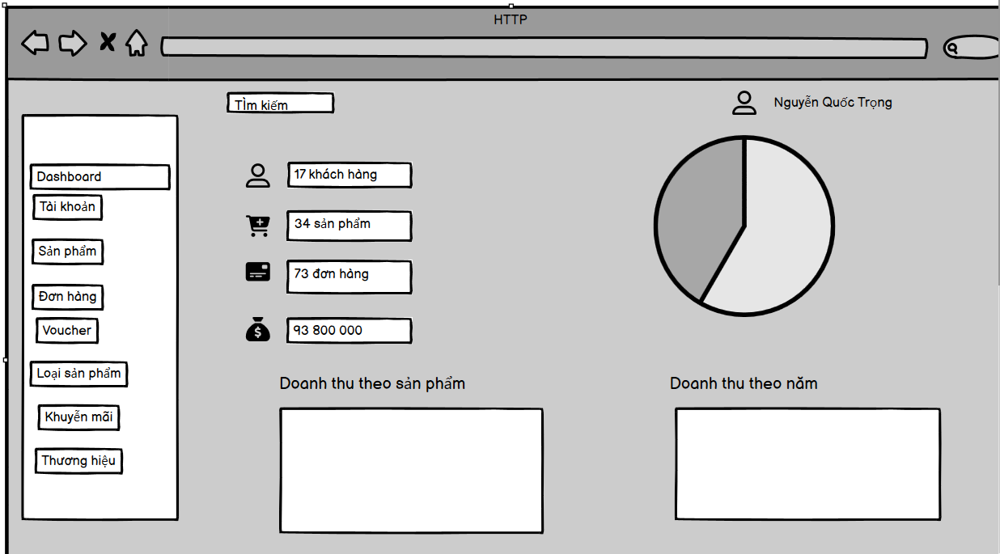 HTTP
TÌm kiếm
Nguyễn Quốc Trọng
Dashboard
Tài khoản
Sản phẩm
Đơn hàng
Voucher
Loại sản phẩm
Khuyễn mãi
Thương hiệu
17 khách hàng
34 sản phẩm
73 đơn hàng
$
93 800 000
Doanh thu theo sản phẩm
Doanh thu theo năm